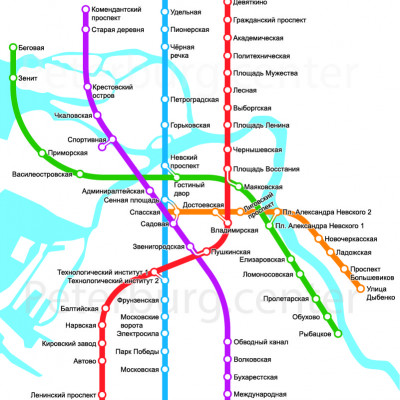 Девяткино
Комендантский
проспект
Удельная
Гражданский проспект
Старая деревня
Пионерская
Академическая
Беговая
Чёрная
речка
Политехническая
Площадь Мужества
Зенит
Крестовский
остров
Лесная
Петроградская
Выборгская
Чкаловская
Горьковская
Площадь Ленина
Спортивная
Чернышевская
Приморская
Невский
проспект
Василеостровская
Площадь Восстания
Гостиный
двор
Маяковская
Адмиралтейская
Сенная площадь
Достоевская
Лиговский
проспект
Спасская
Пл. Александра Невского 2
Садовая
Владимирская
Пл. Александра Невского 1
Звенигородская
Новочеркасская
Пушкинская
Ладожская
Елизаровская
Проспект
Большевиков
Технологический институт 1
Технологический институт 2
Ломоносовская
Улица
Дыбенко
Фрунзенская
Пролетарская
Балтийская
Московские
ворота
Обухово
Нарвская
Электросила
Рыбацкое
Кировский завод
Обводный канал
Парк Победы
Автово
Волковская
Московская
Бухарестская
Ленинский проспект
Международная
Peterburg center
Peterburg center